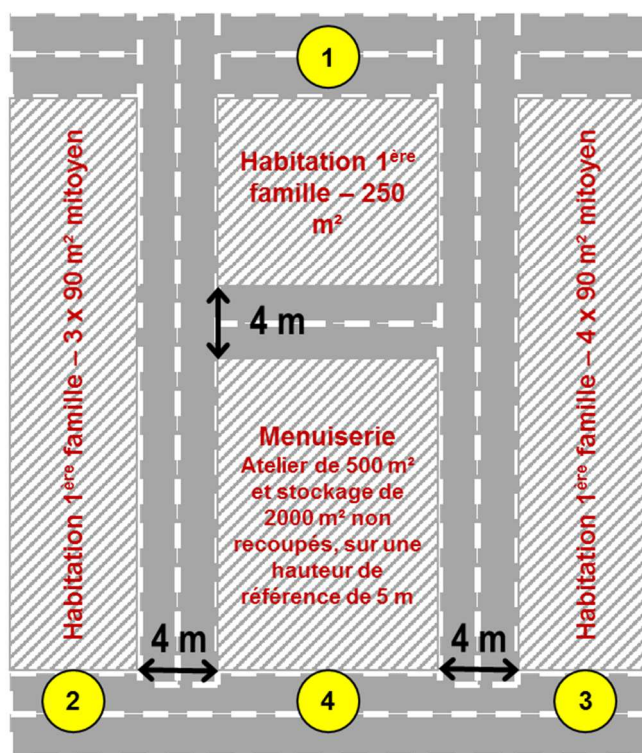 1
Habitation 1ère
famille – 250
m²
Habitation 1ère famille – 3 x 90 m² mitoyen
Habitation 1ère famille – 4 x 90 m² mitoyen
4 m
Menuiserie
Atelier de 500 m²
et stockage de
2000 m² non
recoupés, sur une
hauteur de
référence de 5 m
4 m
4 m
2
4
3